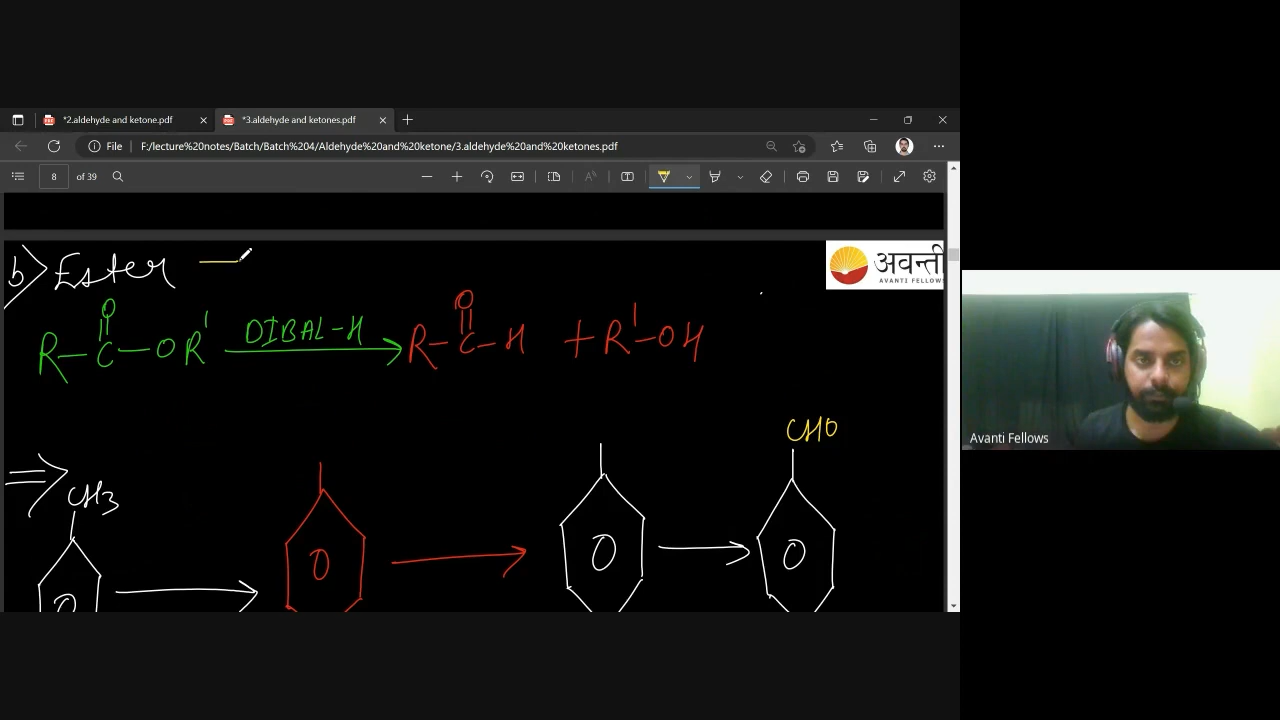 *2.aldehyde and ketone.pdf
*3.aldehyde and ketones.pdf
File
F:/lecture%20notes/Batch/Batch%204/Aldehyde%20and%20ketone/3.aldehyde%20and%20ketones.pdf
8 of 39
b) Ester
अवन्ती
AVANTI FELLOWS
R-C(=O)-OR' DIBAL-H R-C(=O)-H + R'-OH
CHO
CH3
Avanti Fellows